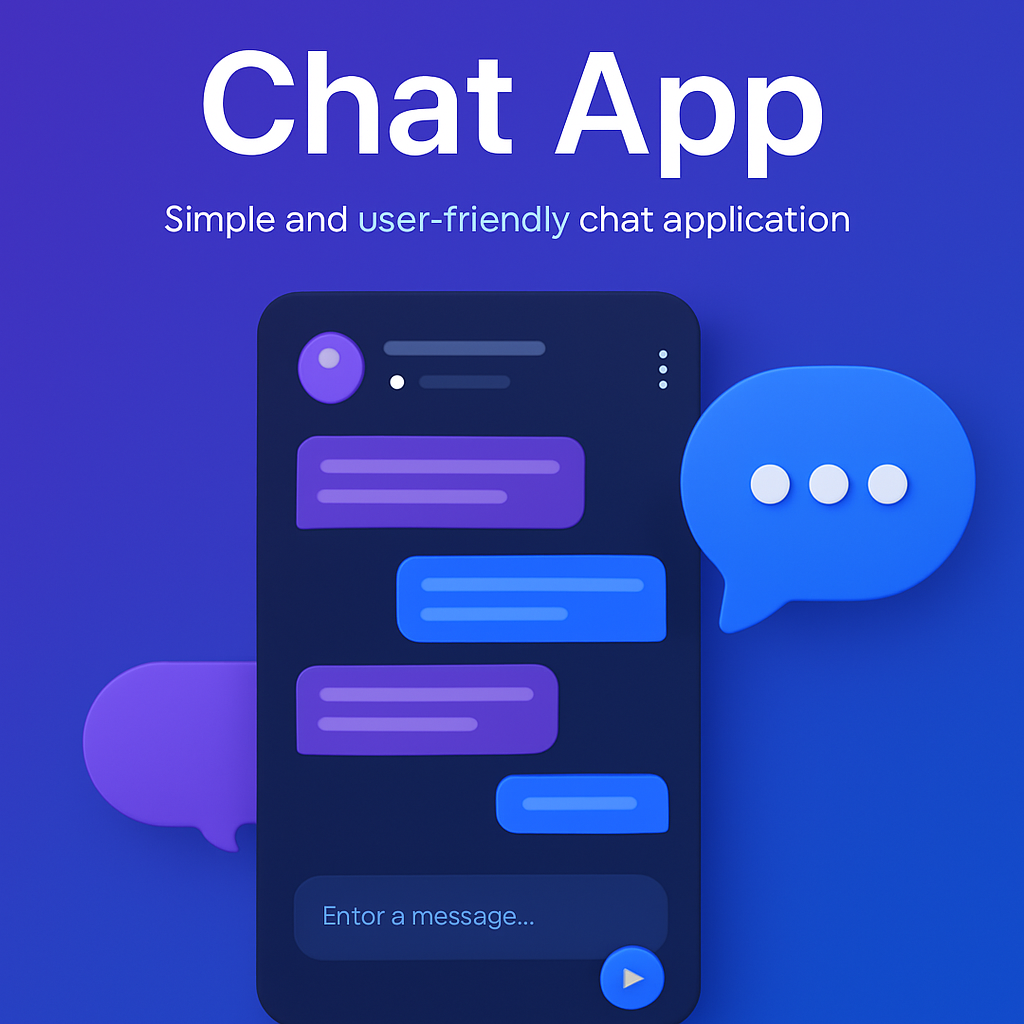 Chat App
Simple and user-friendly chat application
Entor a message...